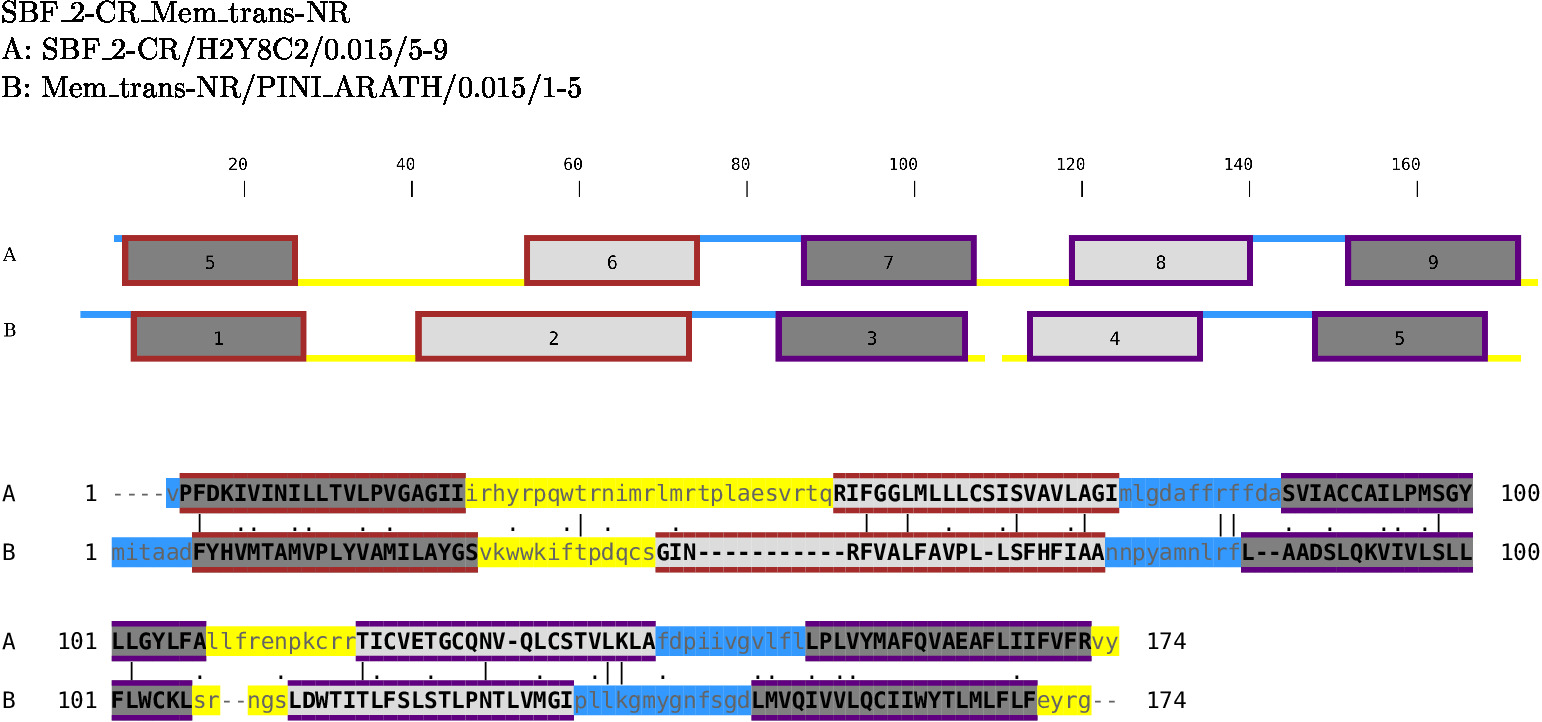 SBF_2-CR_Mem_trans-NR
A: SBF_2-CR/H2Y8C2/0.015/5-9
B: Mem_trans-NR/PINI_ARATH/0.015/1-5
20 40 60 80 100 120 140 160
A 5 6 7 8 9
B 1 2 3 4 5
A 1 ----vPFDKIVINILLTVLPVGAGIIirhyrpqwtrnimrlmrtplaesvrtqRIFGGLMLLLCSISVAVLAGImlgdaffrffdaSVIACCAILPMSGY 100
B 1 mitaadFYHVMTAMVPLYVAMILAYGSvkwwkiftpdqcsGIN-----------RFVALFAVPL-LSFHFIAAnnpyamnlrfL--AADSLQKVIVLSLL 100
A 101 LLGYLFAllfrenpkcrrTICVETGCQNV-QLCSTVLKLAfdpiivgvlflLPLVYMAFQVAEAFLIIFVFRvy 174
B 101 FLWCKLsr--ngsLDWTITLFSLSTLPNTLVMGIpllkgmygnfsgdLMVQIVVLQCIIWYTLMLFLFeyrg-- 174